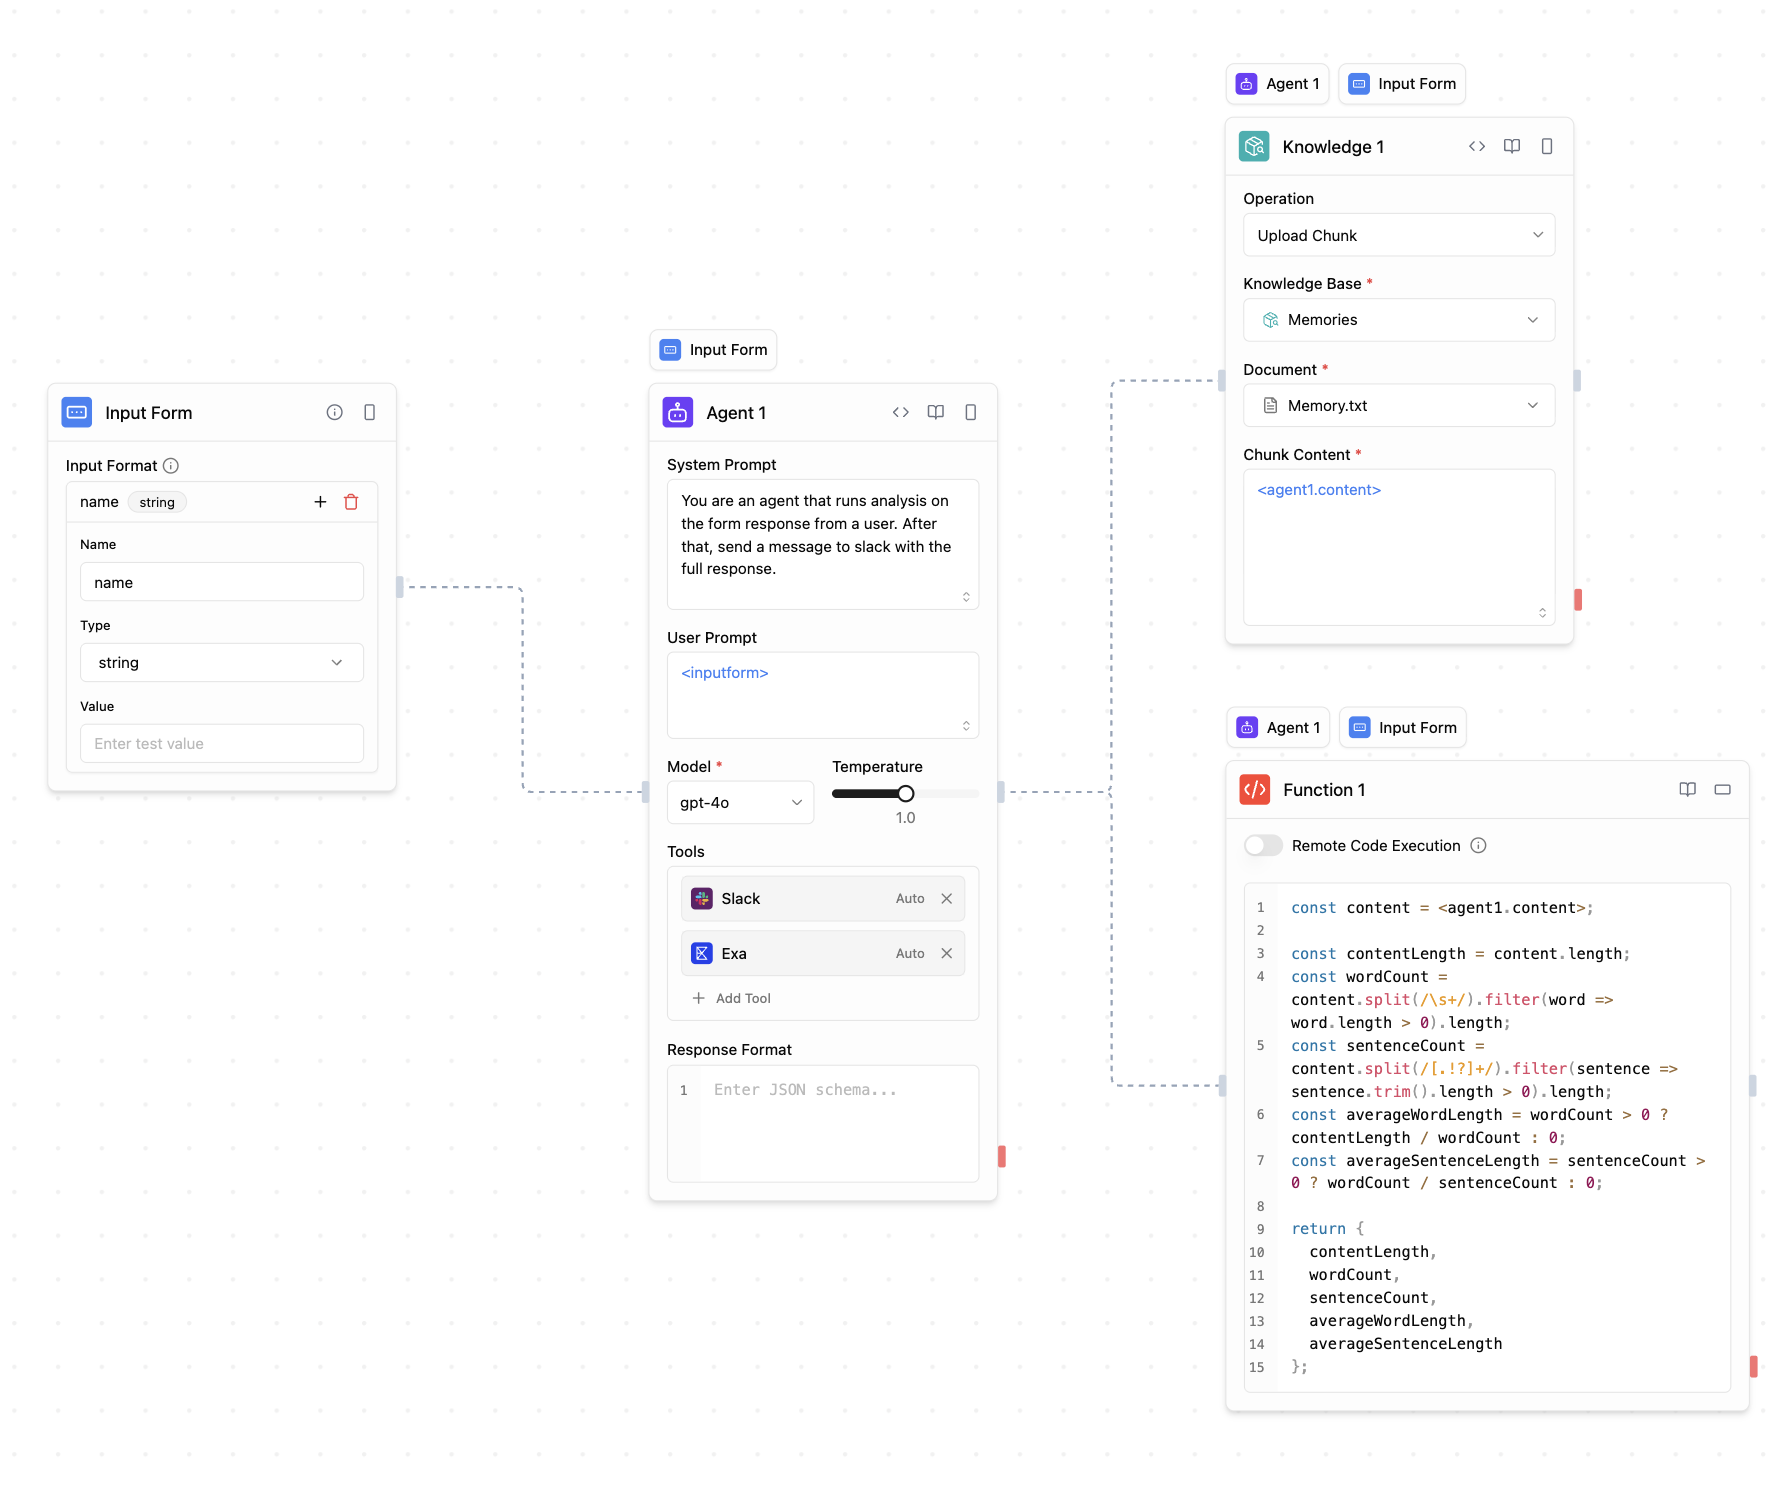 Input Form
Input Format
name string
Name
name
Type
string
Value
Enter test value
Input Form
Agent 1
System Prompt
You are an agent that runs analysis on
the form response from a user. After
that, send a message to slack with the
full response.
User Prompt
<inputform>
Model *
gpt-4o
Temperature
1.0
Tools
Slack Auto
Exa Auto
Add Tool
Response Format
1 Enter JSON schema...
Agent 1 Input Form
Knowledge 1
Operation
Upload Chunk
Knowledge Base *
Memories
Document *
Memory.txt
Chunk Content *
<agent1.content>
Agent 1 Input Form
Function 1
Remote Code Execution
1 const content = <agent1.content>;
2
3 const contentLength = content.length;
4 const wordCount =
content.split(/\s+/).filter(word =>
word.length > 0).length;
5 const sentenceCount =
content.split(/[.!?]+/).filter(sentence =>
sentence.trim().length > 0).length;
6 const averageWordLength = wordCount > 0 ?
contentLength / wordCount : 0;
7 const averageSentenceLength = sentenceCount >
0 ? wordCount / sentenceCount : 0;
8
9 return {
10 contentLength,
11 wordCount,
12 sentenceCount,
13 averageWordLength,
14 averageSentenceLength
15 };